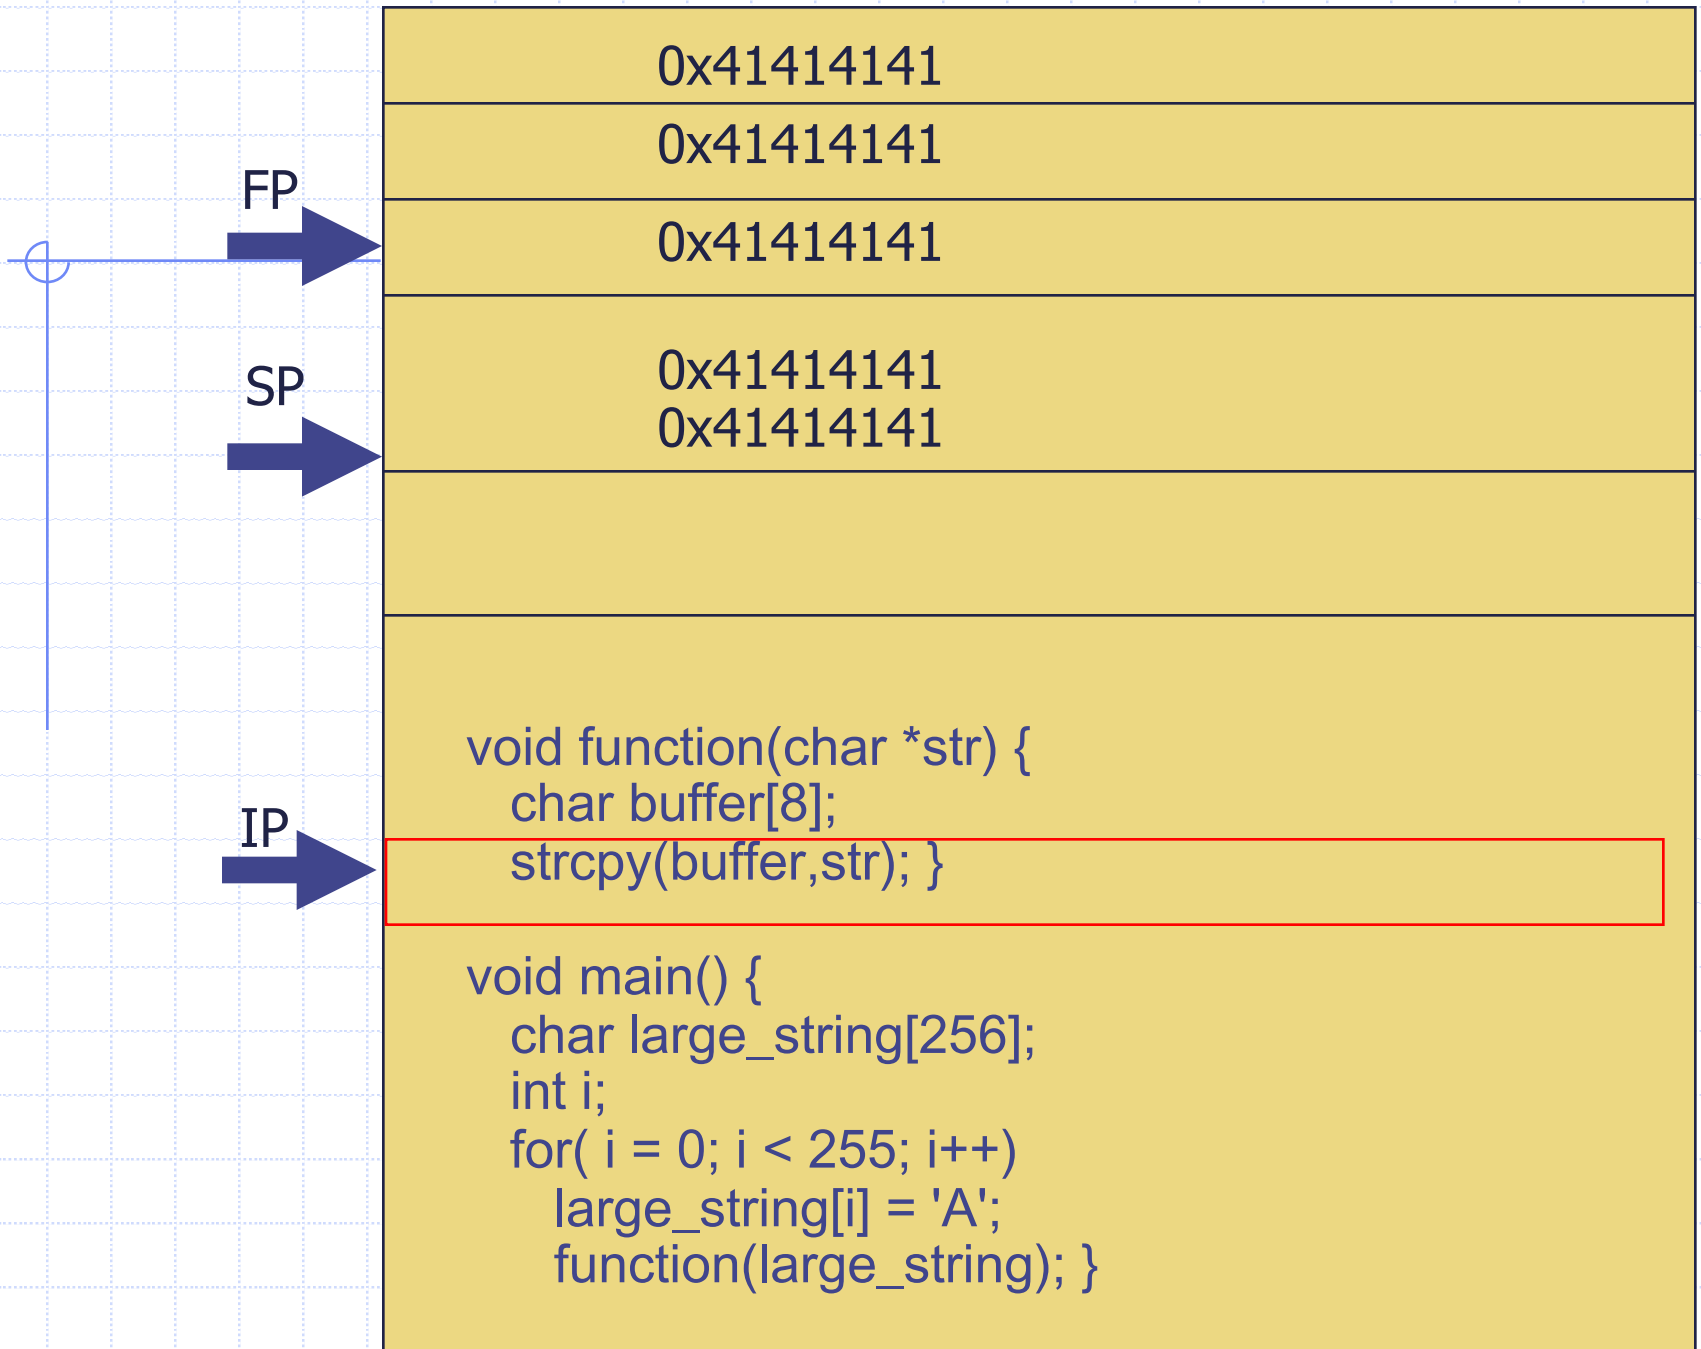 0x41414141
0x41414141
FP
0x41414141
SP
0x41414141
0x41414141
void function(char *str) {
char buffer[8];
IP
strcpy(buffer,str); }
void main() {
char large_string[256];
int i;
for( i = 0; i < 255; i++)
large_string[i] = 'A';
function(large_string); }